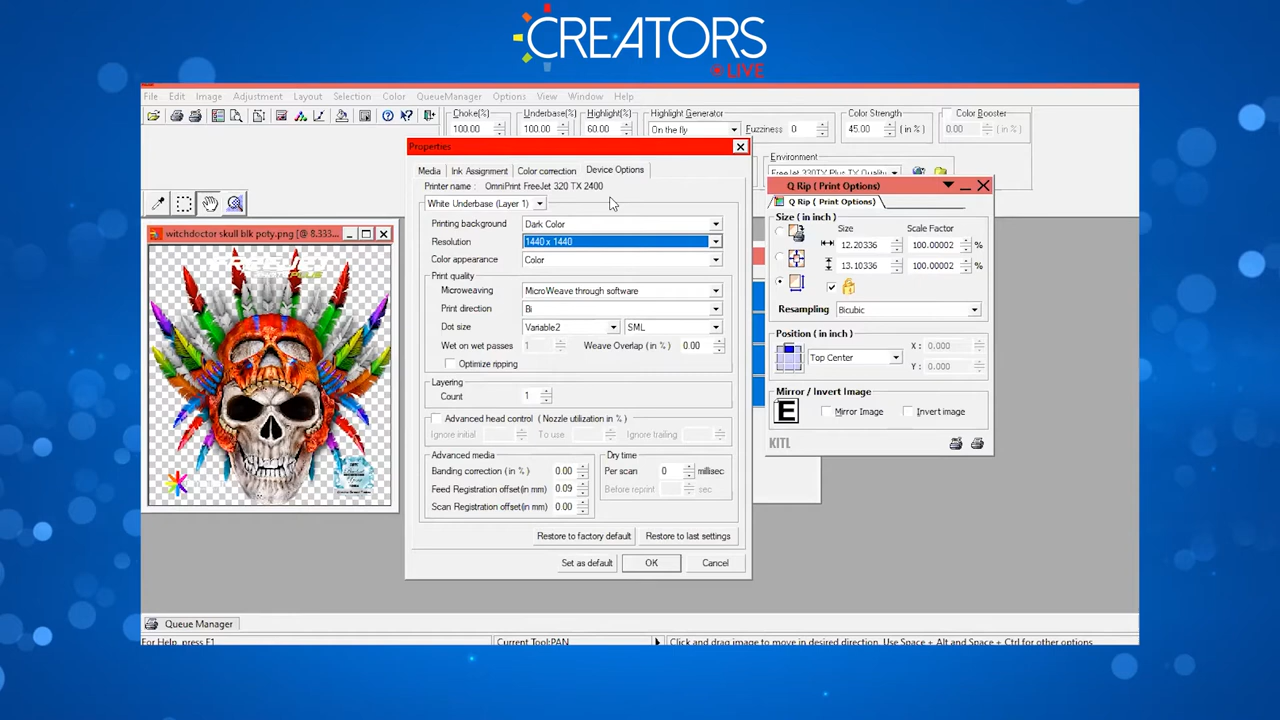 CREATORS
LIVE
File Edit Image Adjustment Layout Selection Color QueueManager Options View Window Help
Choke(%) Underbase(%) Highlight(%) Highlight Generator Color Strength Color Booster
100.00 100.00 60.00 On the fly Fuzziness 0 45.00 ( in % ) 0.00 ( in % )
Environment
FreeJet 320TX Plus TX Quality
Properties
Media Ink Assignment Color correction Device Options
Printer name : OmniPrint FreeJet 320 TX 2400
White Underbase (Layer 1)
Printing background Dark Color
Resolution 1440 x 1440
Color appearance Color
Print quality
Microweaving MicroWeave through software
Print direction Bi
Dot size Variable2 SML
Wet on wet passes 1 Weave Overlap ( in % ) 0.00
Optimize ripping
Layering
Count 1
Advanced head control ( Nozzle utilization in % )
Ignore initial To use Ignore trailing
Advanced media
Banding correction ( in % ) 0.00
Feed Registration offset(in mm) 0.09
Scan Registration offset(in mm) 0.00
Dry time
Per scan 0 millisec
Before reprint sec
Restore to factory default Restore to last settings
Set as default OK Cancel
Q Rip ( Print Options )
Q Rip ( Print Options)
Size ( in inch )
Size Scale Factor
12.20336 100.00002 %
13.10336 100.00002 %
Resampling Bicubic
Position ( in inch )
Top Center X : 0.000
Y : 0.000
Mirror / Invert Image
E Mirror Image Invert image
KITL
witchdoctor skull blk poty.png [@ 8.333...
Queue Manager
For Help, press F1 Current Tool:PAN Click and drag image to move in desired direction. Use Space + Alt and Space + Ctrl for other options